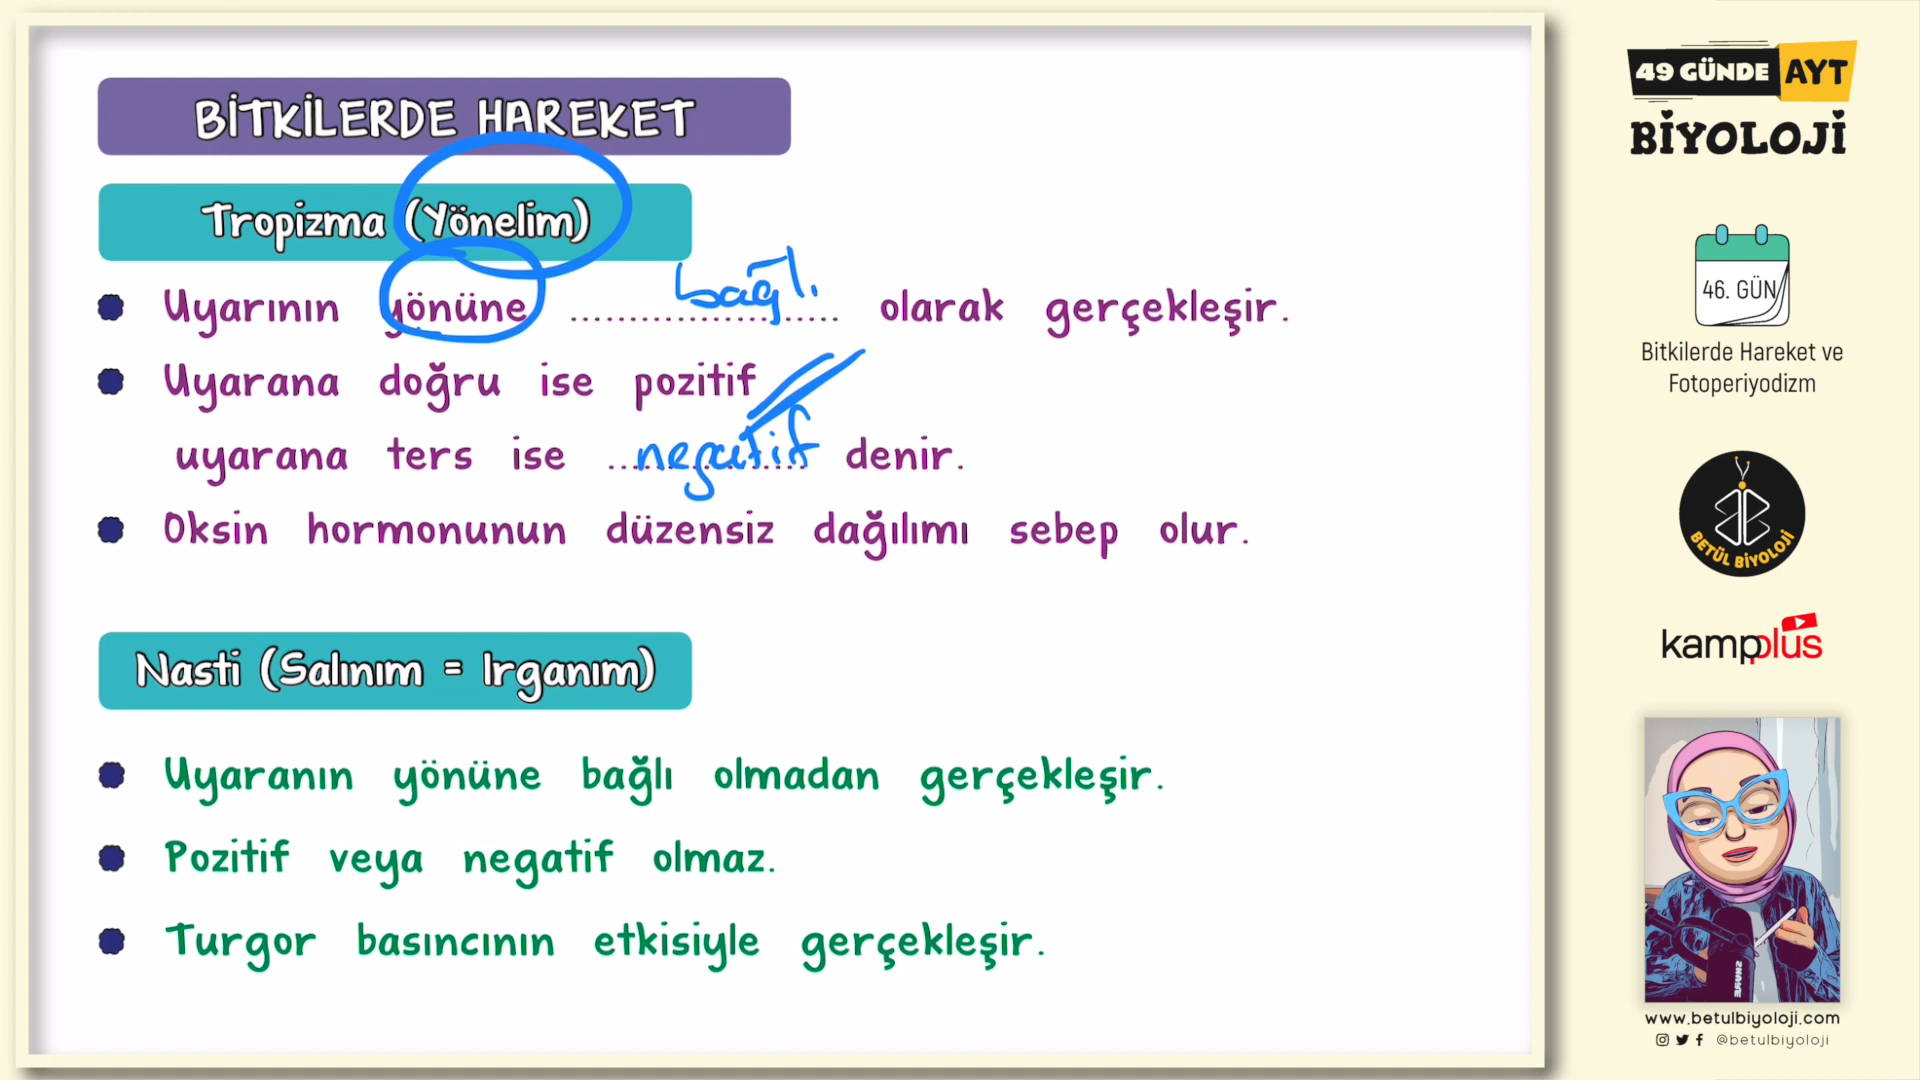 BİTKİLERDE HAREKET
Tropizma (Yönelim)
Uyarının yönüne bağlı olarak gerçekleşir.
Uyarana doğru ise pozitif
uyarana ters ise negatif denir.
Oksin hormonunun düzensiz dağılımı sebep olur.
Nasti (Salınım = Irganım)
Uyaranın yönüne bağlı olmadan gerçekleşir.
Pozitif veya negatif olmaz.
Turgor basıncının etkisiyle gerçekleşir.
49 GÜNDE AYT
BİYOLOJİ
46. GÜN
Bitkilerde Hareket ve
Fotoperiyodizm
BETÜL BİYOLOJİ
kampplus
www.betulbiyoloji.com
@betulbiyoloji